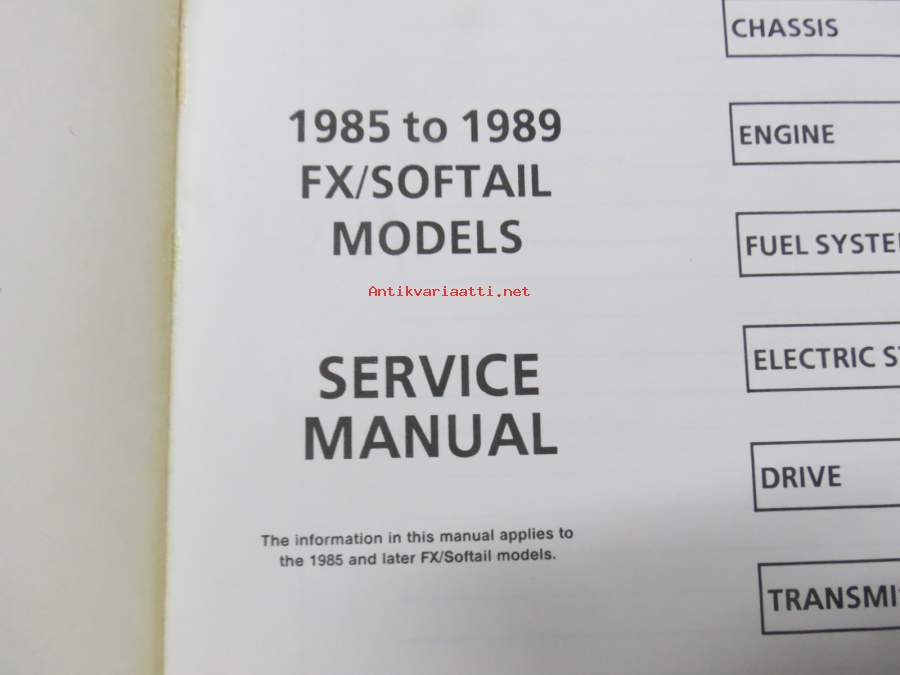 1985 to 1989
FX/SOFTAIL
MODELS
Antikvariaatti.net
SERVICE
MANUAL
The information in this manual applies to
the 1985 and later FX/Softail models.
CHASSIS
ENGINE
FUEL SYSTE
ELECTRIC S
DRIVE
TRANSMI